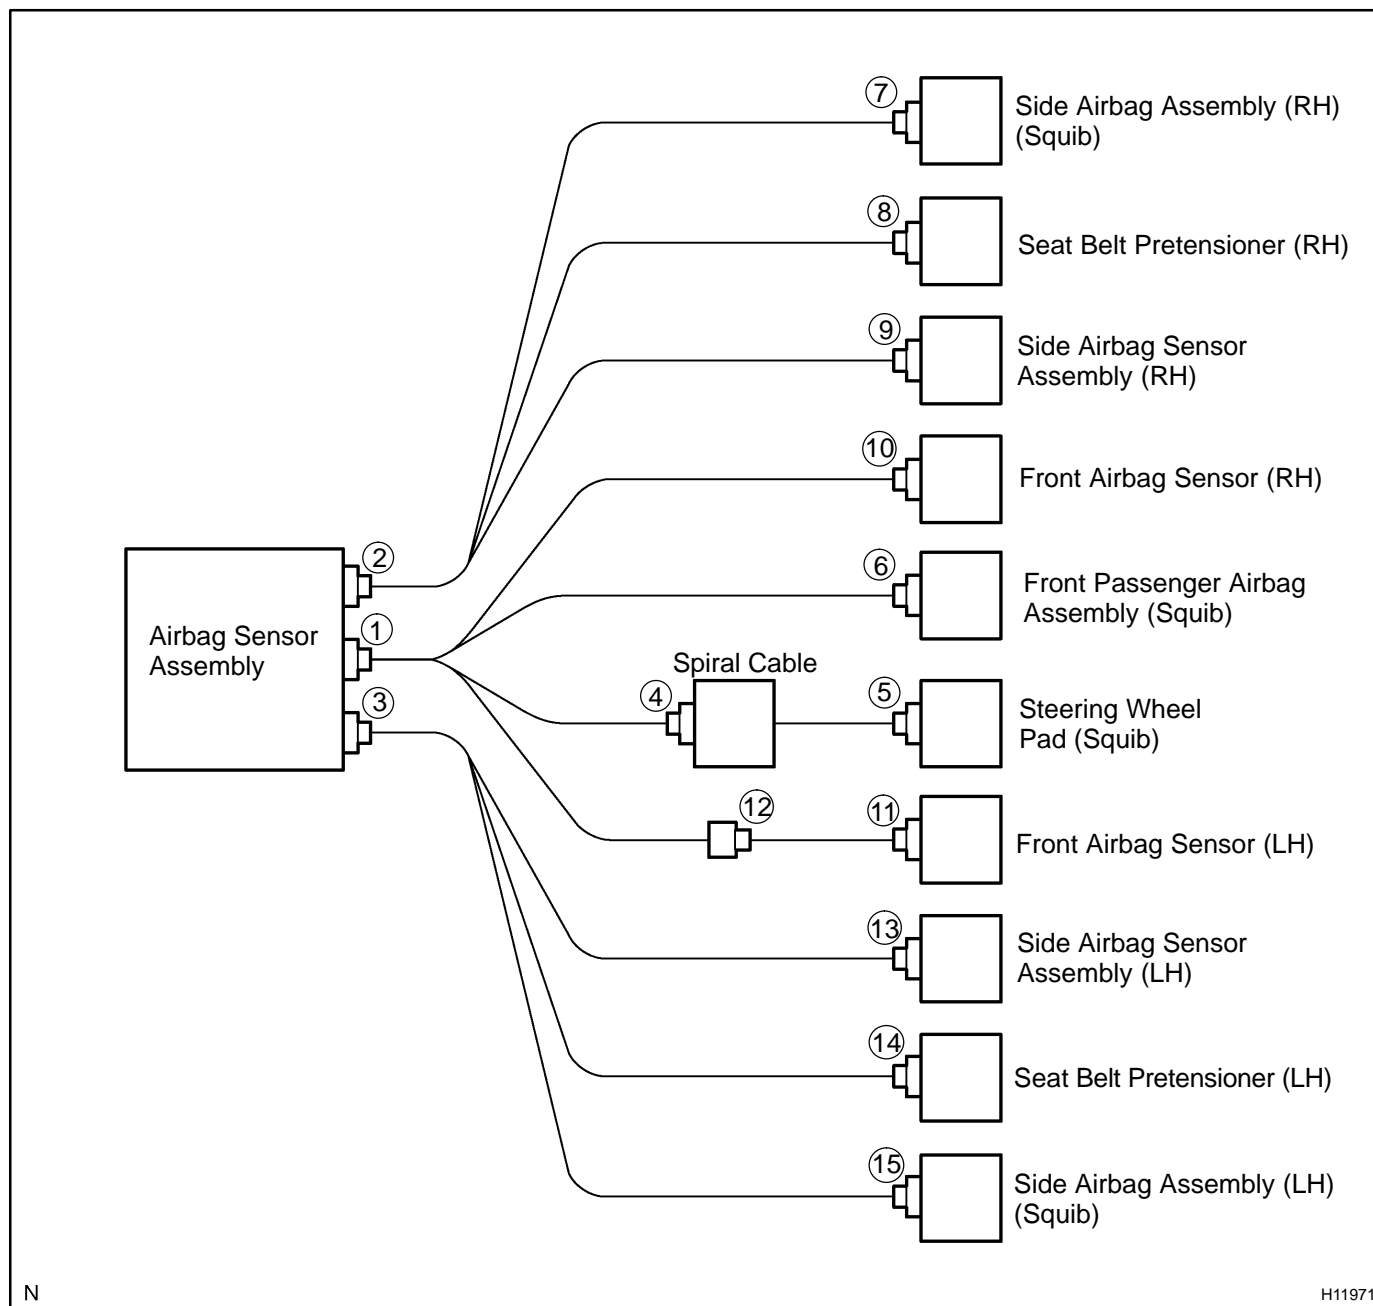 7
Side Airbag Assembly (RH)
(Squib)
8
Seat Belt Pretensioner (RH)
9
Side Airbag Sensor
Assembly (RH)
10
Front Airbag Sensor (RH)
2
6
Front Passenger Airbag
Assembly (Squib)
1
Airbag Sensor
Assembly
Spiral Cable
3
4
5
Steering Wheel
Pad (Squib)
12
11
Front Airbag Sensor (LH)
13
Side Airbag Sensor
Assembly (LH)
14
Seat Belt Pretensioner (LH)
15
Side Airbag Assembly (LH)
(Squib)
N
H11971